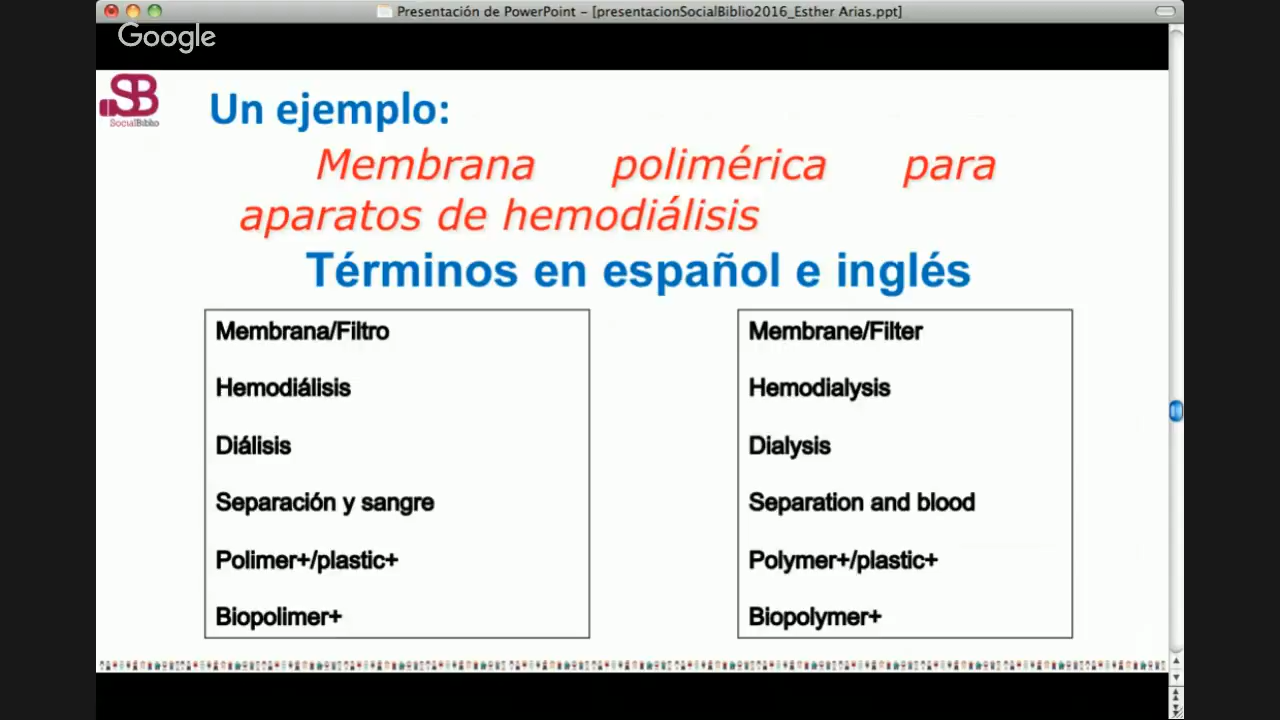 Presentación de PowerPoint – [presentacionSocialBiblio2016_Esther Arias.ppt]
Google
SB
SocialBiblio
Un ejemplo:
Membrana polimérica para
aparatos de hemodiálisis
Términos en español e inglés
Membrana/Filtro
Hemodiálisis
Diálisis
Separación y sangre
Polimer+/plastic+
Biopolimer+
Membrane/Filter
Hemodialysis
Dialysis
Separation and blood
Polymer+/plastic+
Biopolymer+